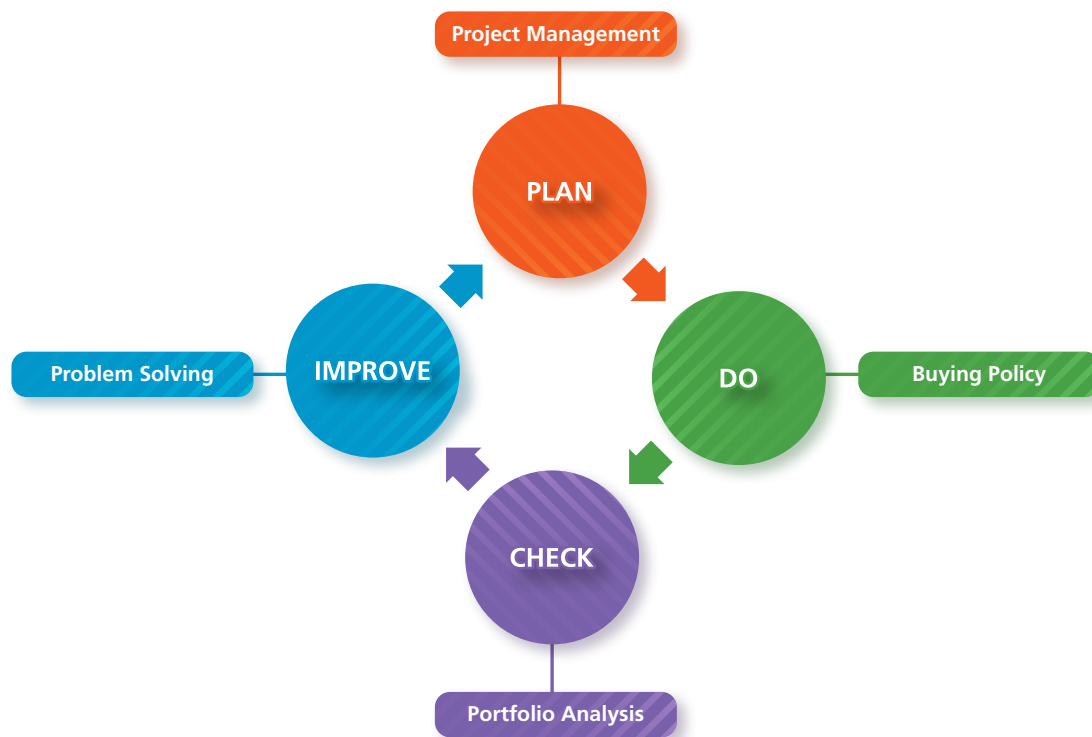 Project Management
PLAN
IMPROVE
Problem Solving
DO
Buying Policy
CHECK
Portfolio Analysis